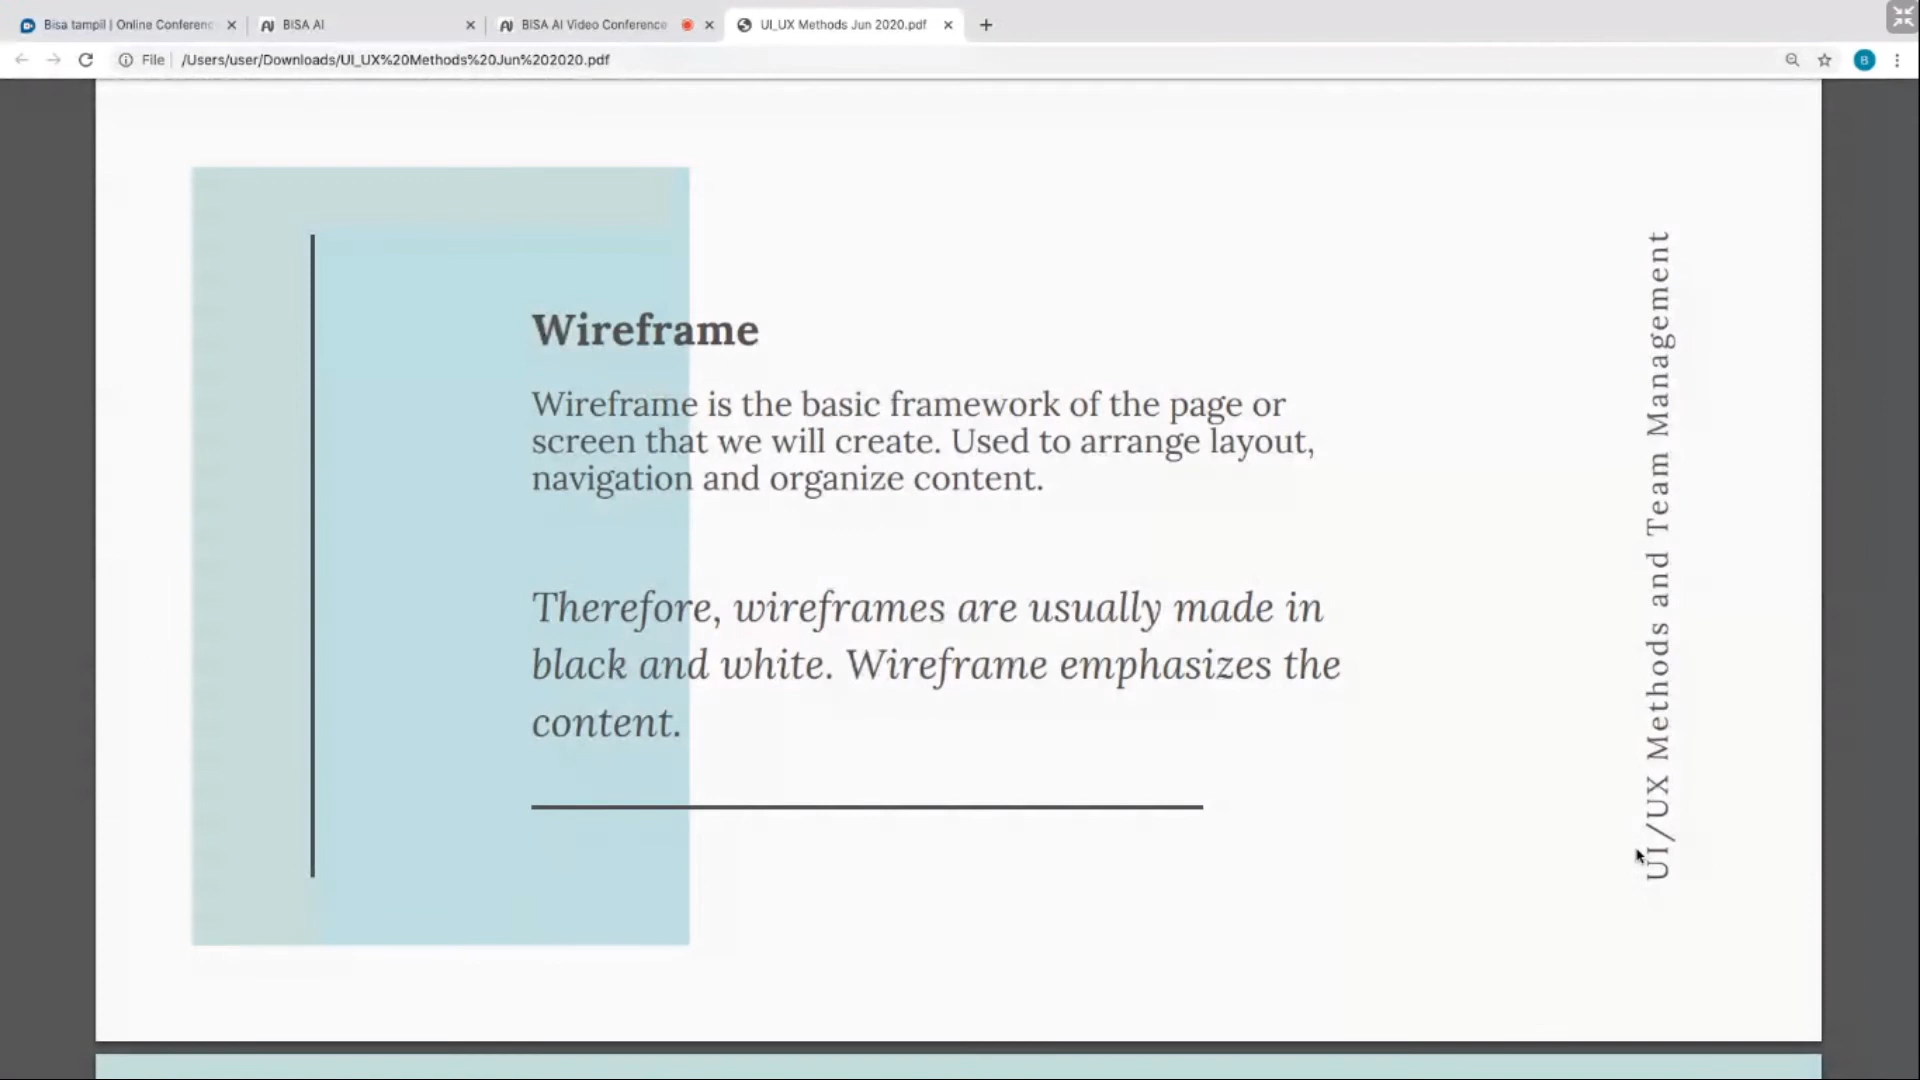 Bisa tampil | Online Conferenc
BISA AI
BISA AI Video Conference
UI_UX Methods Jun 2020.pdf
File
/Users/user/Downloads/UI_UX%20Methods%20Jun%202020.pdf
B
Wireframe
Wireframe is the basic framework of the page or
screen that we will create. Used to arrange layout,
navigation and organize content.
Therefore, wireframes are usually made in
black and white. Wireframe emphasizes the
content.
UI/UX Methods and Team Management